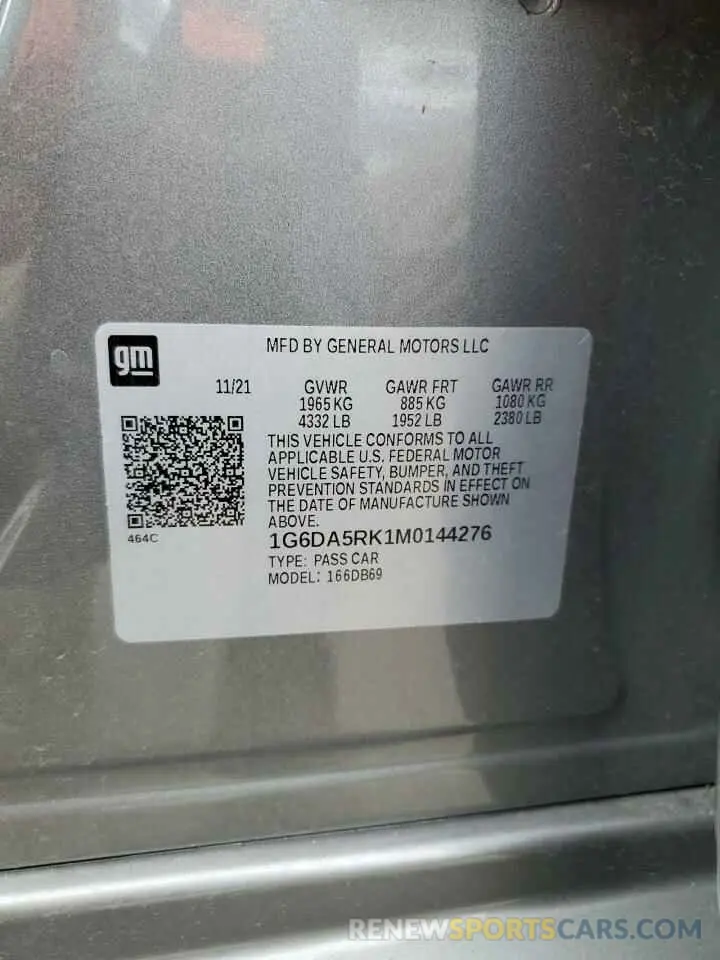 gm
MFD BY GENERAL MOTORS LLC
11/21 GVWR GAWR FRT GAWR RR
1965 KG 885 KG 1080 KG
4332 LB 1952 LB 2380 LB
THIS VEHICLE CONFORMS TO ALL
APPLICABLE U.S. FEDERAL MOTOR
VEHICLE SAFETY, BUMPER, AND THEFT
PREVENTION STANDARDS IN EFFECT ON
THE DATE OF MANUFACTURE SHOWN
ABOVE.
464C
1G6DA5RK1M0144276
TYPE: PASS CAR
MODEL: 166DB69
RENEWSPORTSCARS.COM